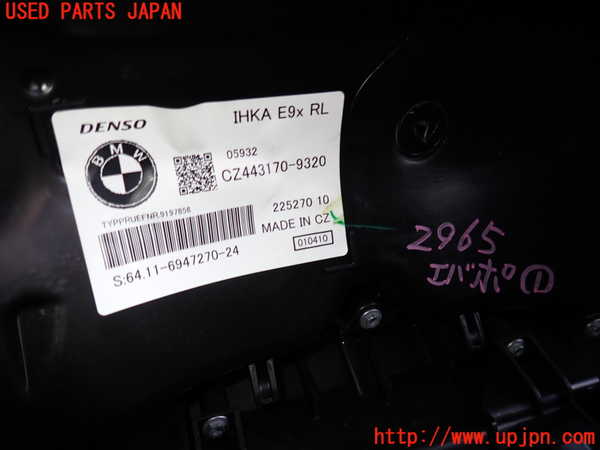 USED PARTS JAPAN
DENSO
IHKA E9x RL
BMW
05932
CZ443170-9320
TYPPRUEFNR.9197856
225270 10
MADE IN CZ
S:64.11-6947270-24
010410
2965
エバポ①
http://www.upjpn.com/